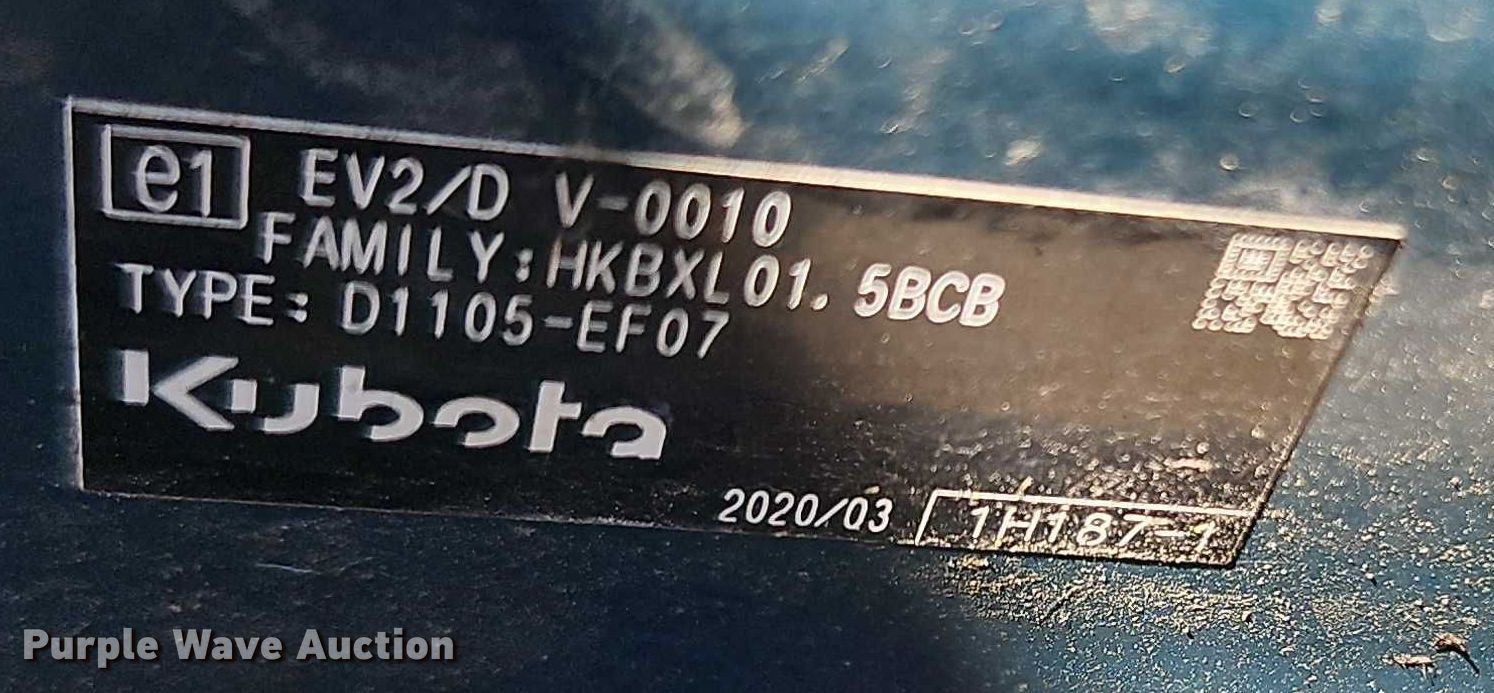 e1 EV2/D V-0010
FAMILY:HKBXL01.5BCB
TYPE: D1105-EF07
Kubota
2020/03 1H187-1
Purple Wave Auction